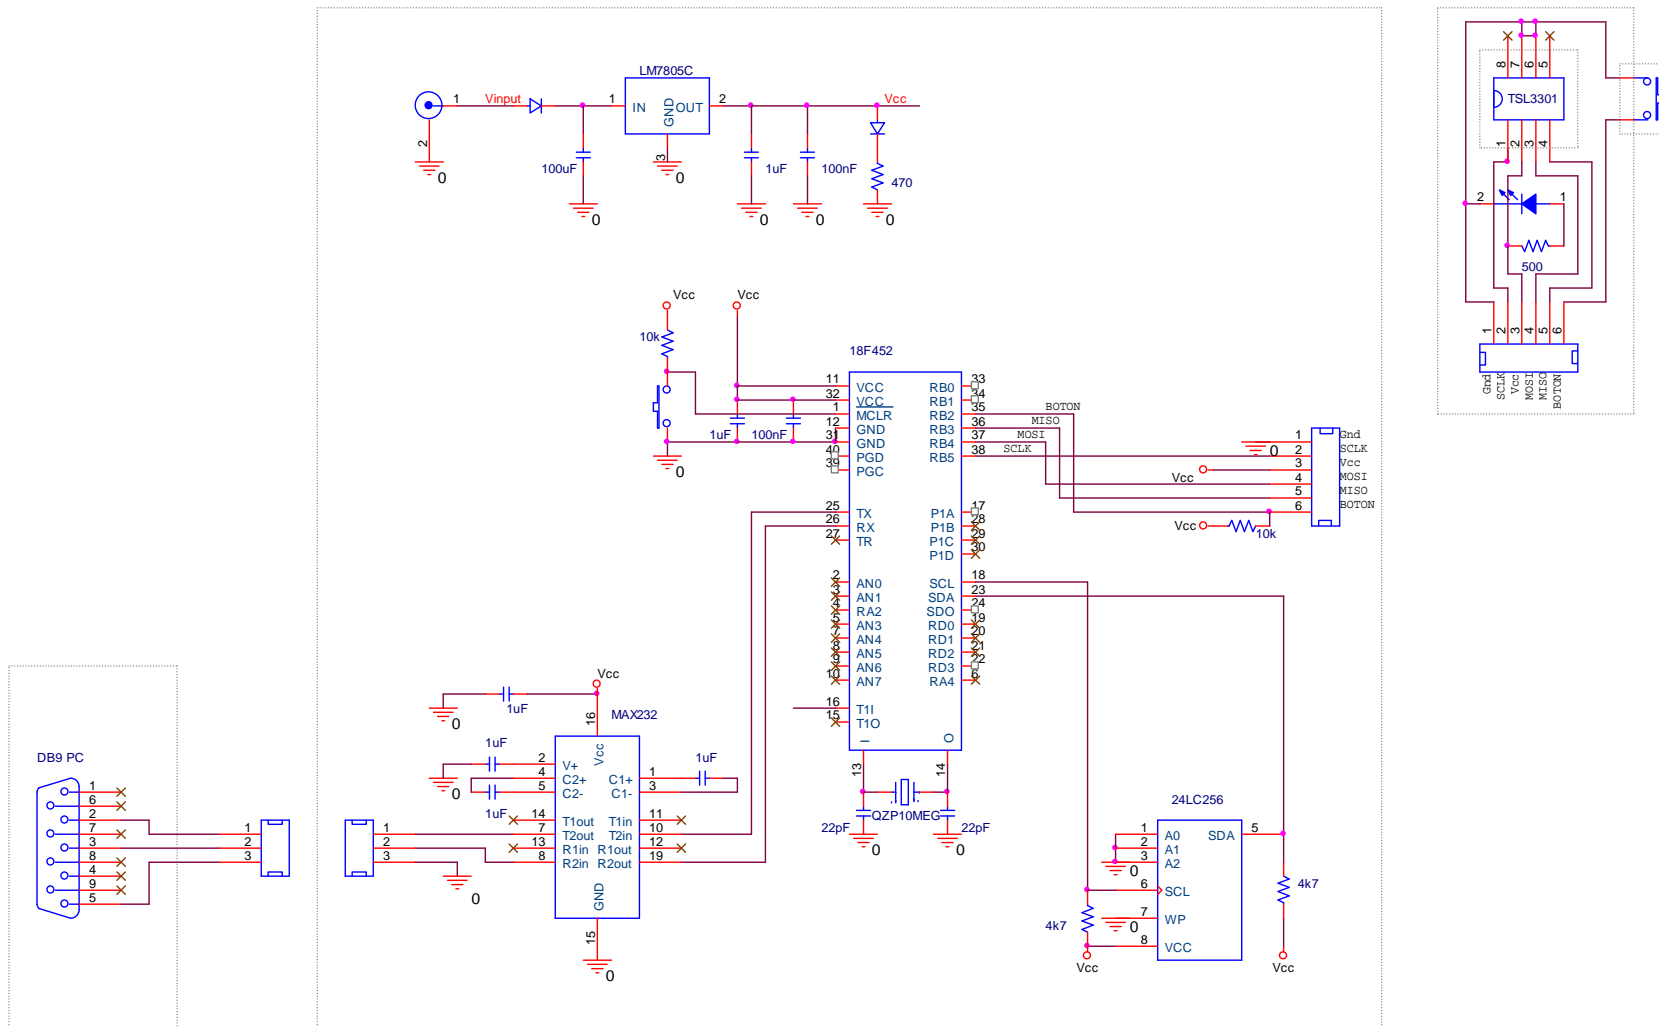 LM7805C
1
Vinput
1
IN
OUT
GND
2
Vcc
2
3
0
0
100uF
0
1uF
0
100nF
0
470
0
8
7
6
5
TSL3301
1
2
3
4
2
1
500
1
2
3
4
5
6
Gnd
SCLK
Vcc
MOSI
MISO
BOTON
Vcc
Vcc
10k
1uF
100nF
0
18F452
11
VCC
32
VCC
1
MCLR
12
GND
31
GND
40
PGD
39
PGC
25
TX
26
RX
27
TR
2
AN0
3
AN1
4
RA2
5
AN3
7
AN4
8
AN5
9
AN6
10
AN7
16
T1I
15
T1O
I
O
13
14
RB0
33
RB1
34
RB2
35
BOTON
RB3
36
MISO
RB4
37
MOSI
RB5
38
SCLK
P1A
17
P1B
28
P1C
29
P1D
30
SCL
18
SDA
23
SDO
24
RD0
19
RD1
20
RD2
21
RD3
22
RA4
6
0
1
Gnd
2
SCLK
Vcc
3
Vcc
4
MOSI
5
MISO
6
BOTON
Vcc
10k
QZP10MEG
22pF
0
22pF
0
Vcc
1uF
0
16
MAX232
1uF
0
1uF
1uF
2
V+
4
C2+
5
C2-
Vcc
C1+
1
C1-
3
14
T1out
7
T2out
13
R1in
8
R2in
T1in
11
T2in
10
R1out
12
R2out
19
GND
15
0
DB9 PC
1
6
2
7
3
8
4
9
5
1
2
3
1
2
3
0
24LC256
1
A0
2
A1
3
A2
0
6
SCL
7
WP
0
8
VCC
SDA
5
4k7
Vcc
4k7
Vcc